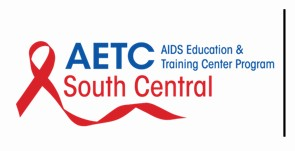 AETC AIDS Education &
Training Center Program
South Central